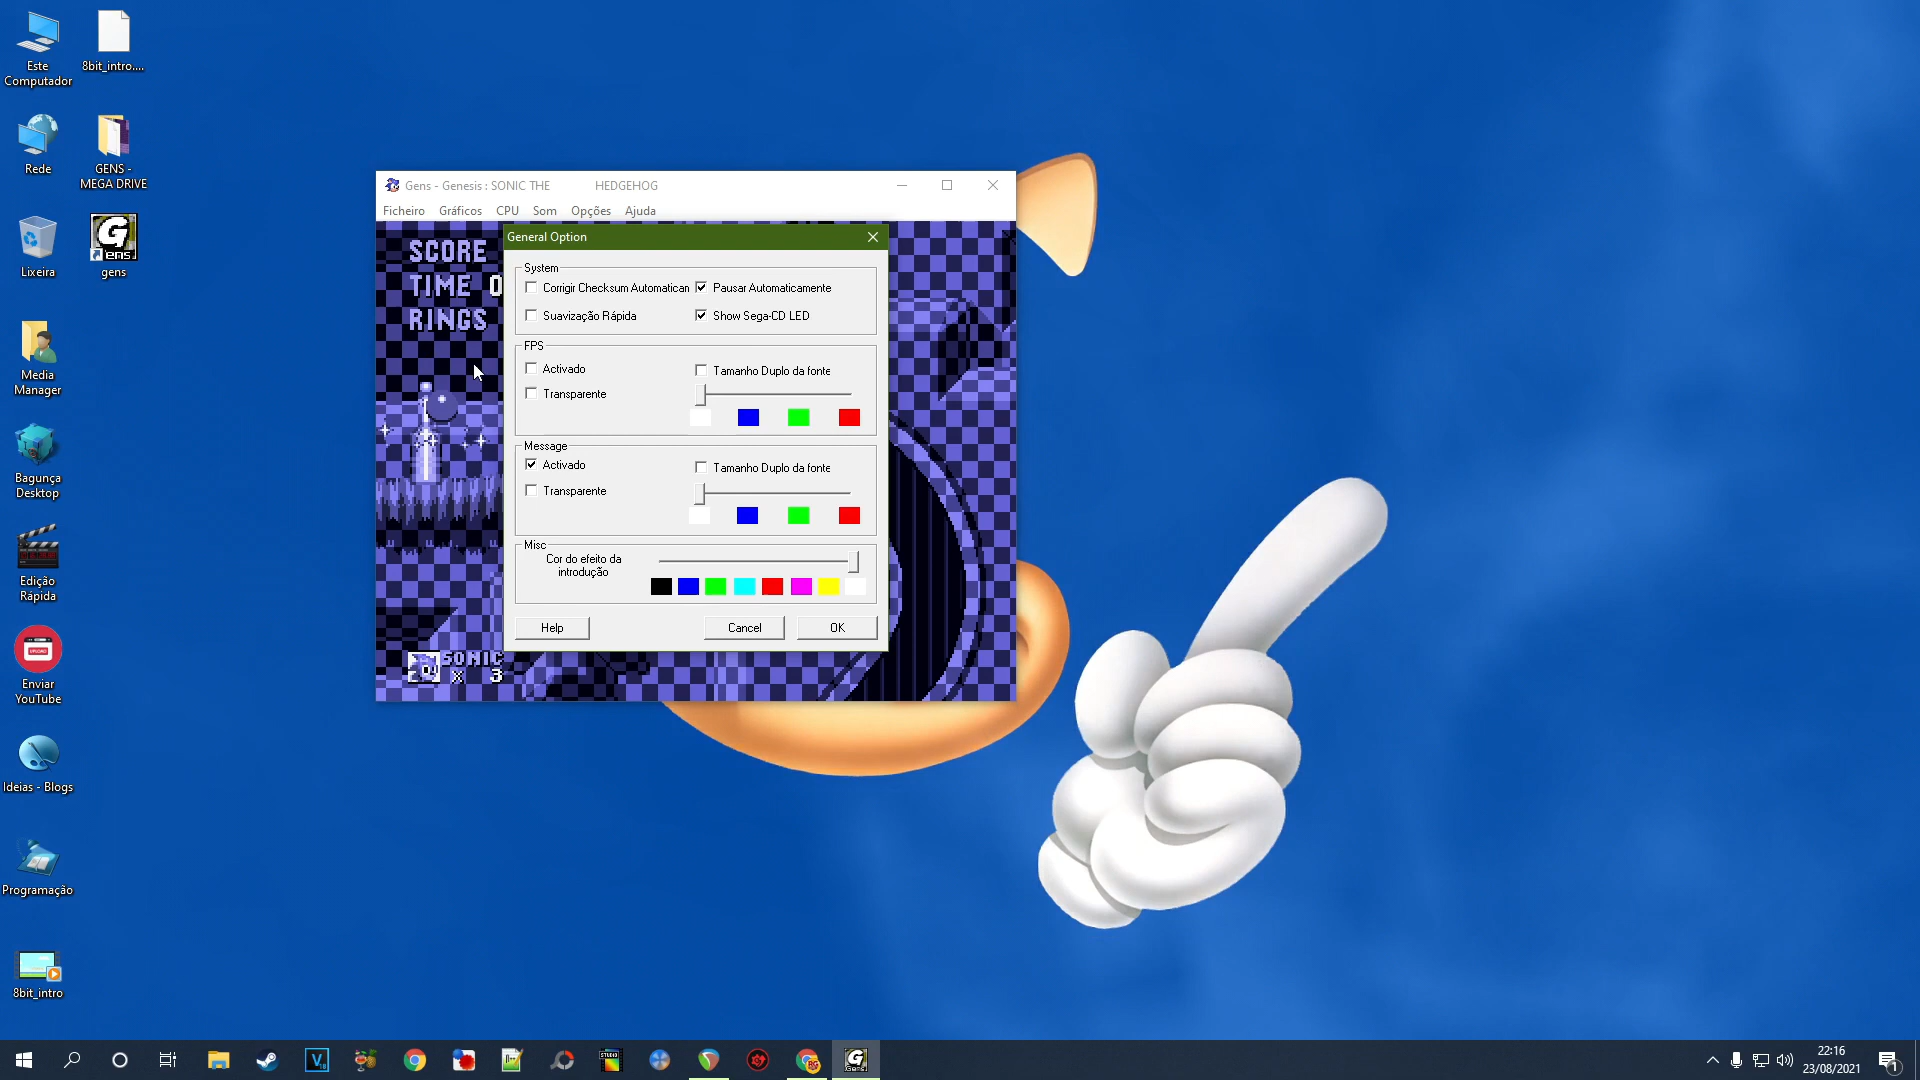 Este
Computador
8bit_intro....
Rede
GENS -
MEGA DRIVE
Lixeira
gens
Media
Manager
Bagunça
Desktop
Edição
Rápida
Enviar
YouTube
Ideias - Blogs
Programação
8bit_intro
Gens - Genesis : SONIC THE HEDGEHOG
Ficheiro Gráficos CPU Som Opções Ajuda
SCORE
TIME 0
RINGS
SONIC
X 3
General Option
System
Corrigir Checksum Automatican Pausar Automaticamente
Suavização Rápida Show Sega-CD LED
FPS
Activado Tamanho Duplo da fonte
Transparente
Message
Activado Tamanho Duplo da fonte
Transparente
Misc
Cor do efeito da
introdução
Help Cancel OK
22:16
23/08/2021
1